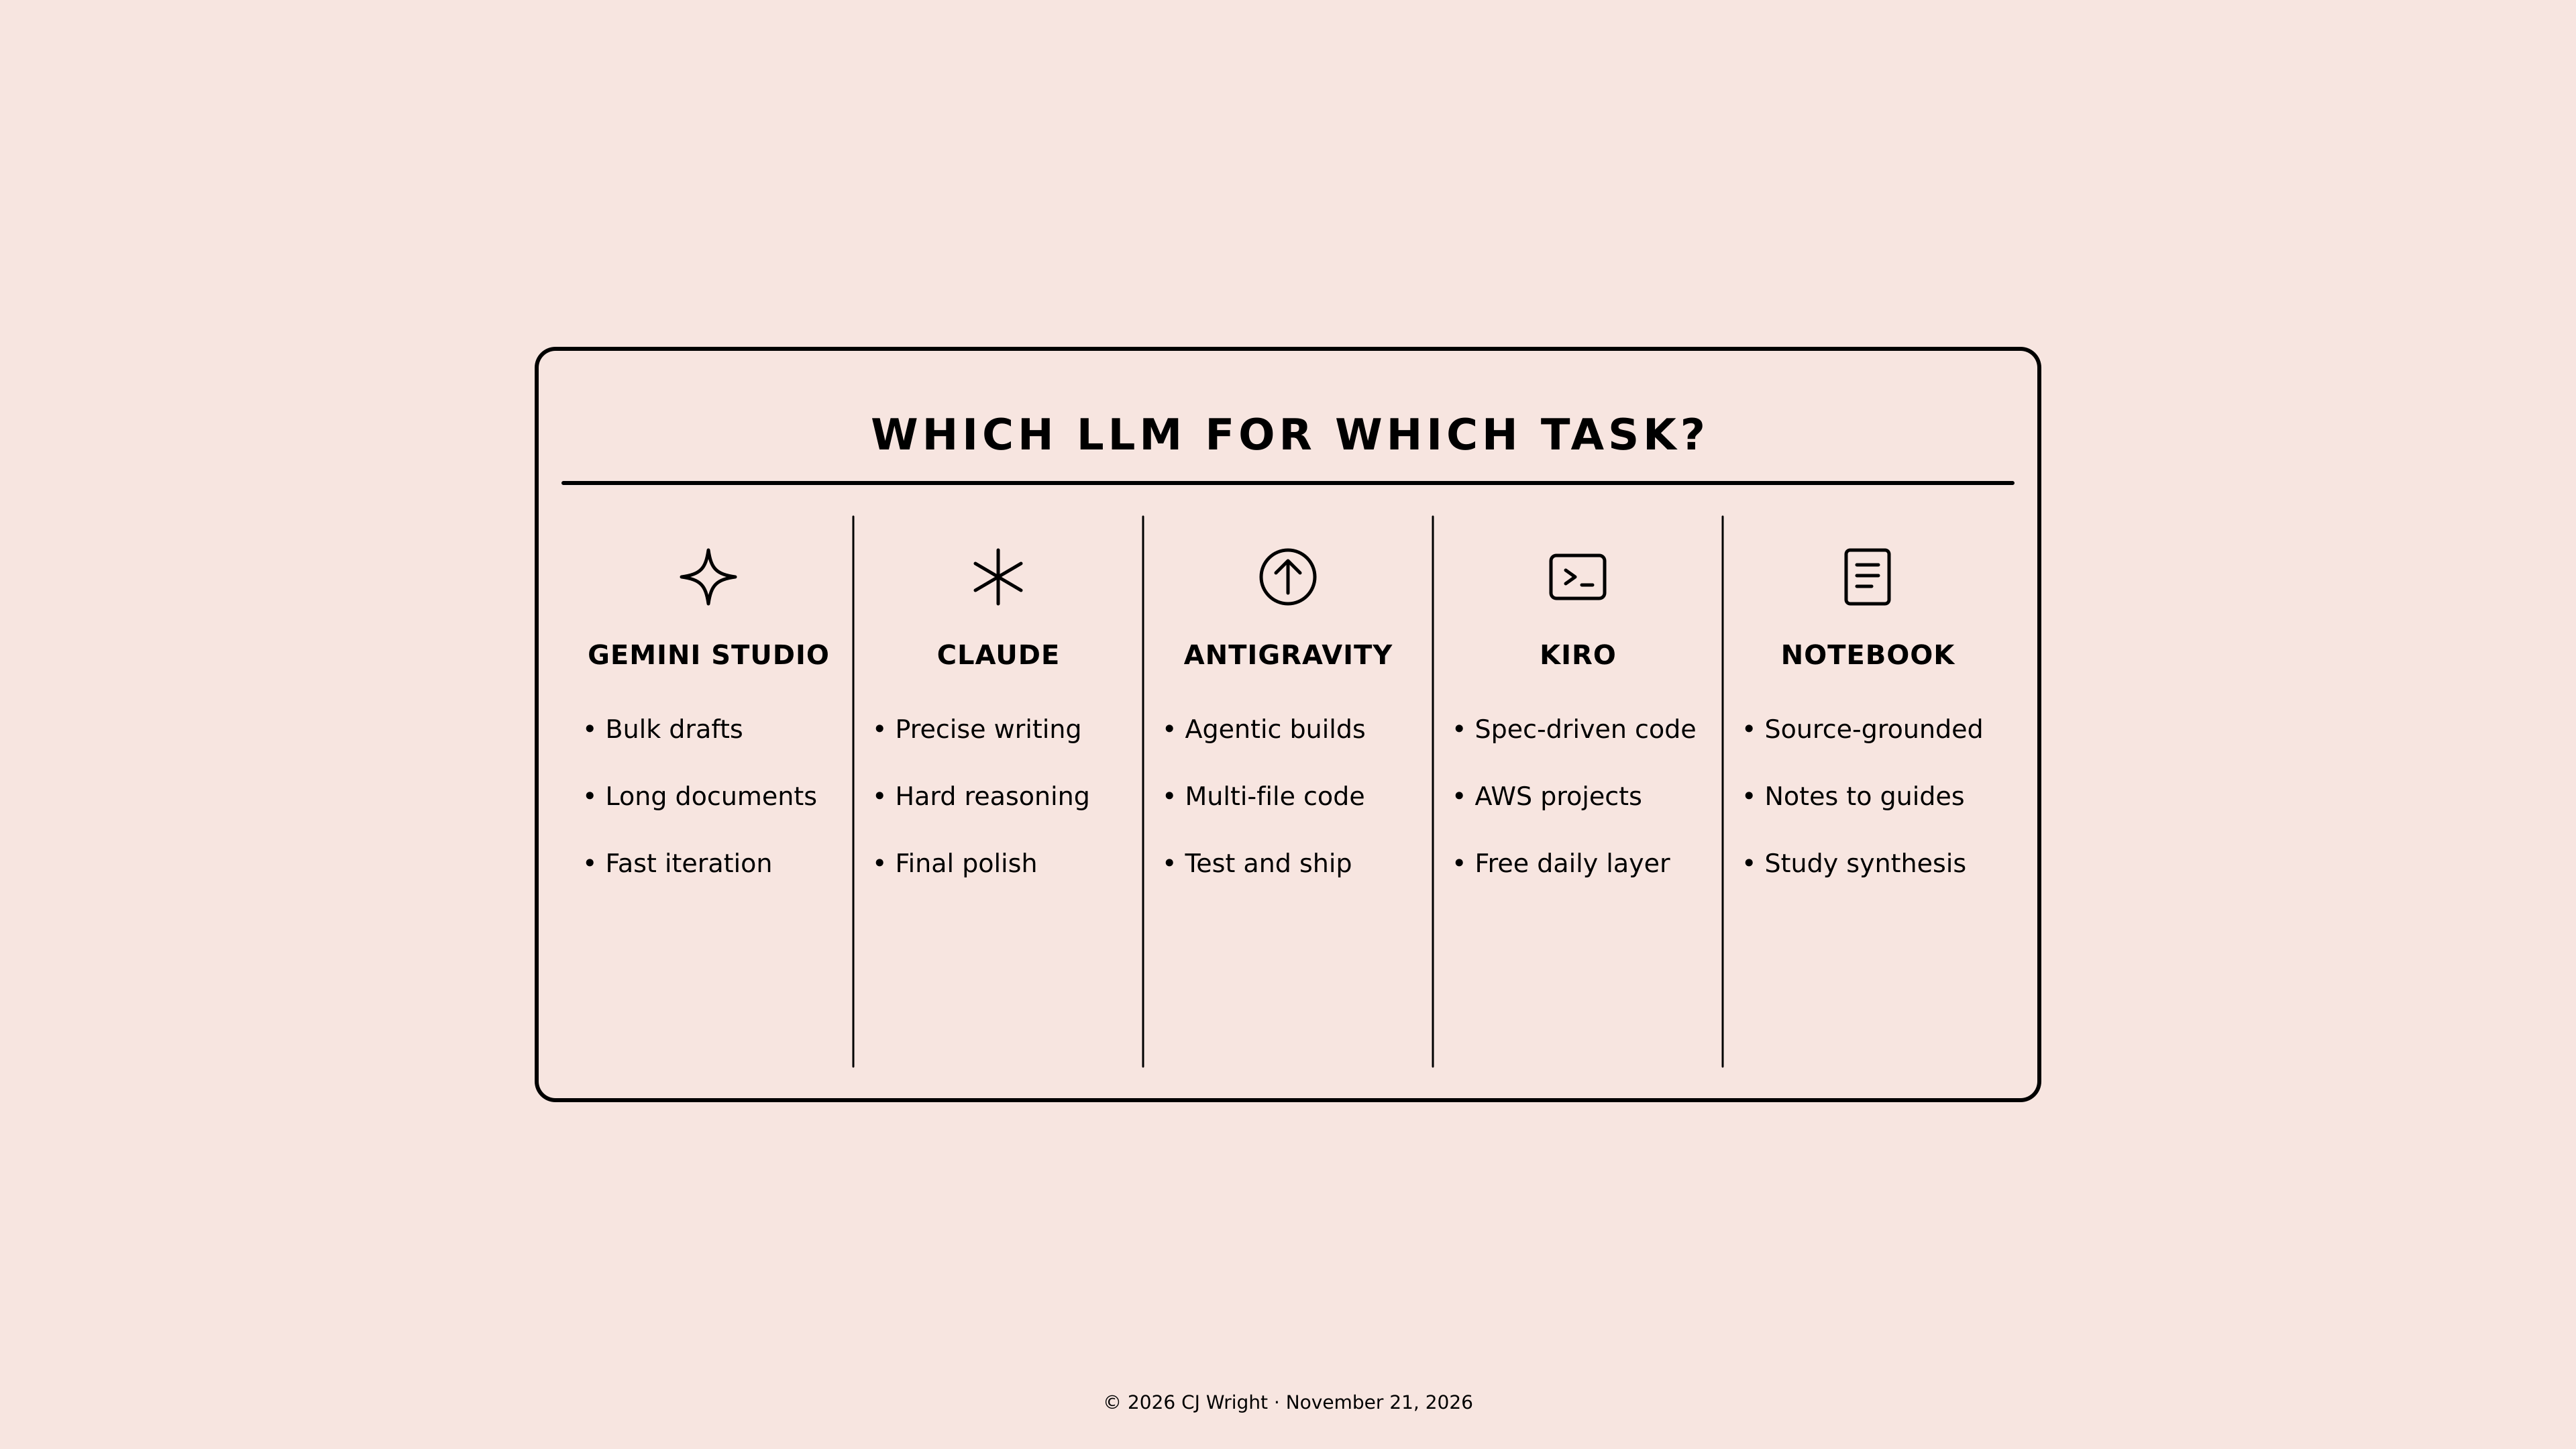 WHICH LLM FOR WHICH TASK?
GEMINI STUDIO
• Bulk drafts
• Long documents
• Fast iteration
CLAUDE
• Precise writing
• Hard reasoning
• Final polish
ANTIGRAVITY
• Agentic builds
• Multi-file code
• Test and ship
KIRO
• Spec-driven code
• AWS projects
• Free daily layer
NOTEBOOK
• Source-grounded
• Notes to guides
• Study synthesis
© 2026 CJ Wright · November 21, 2026